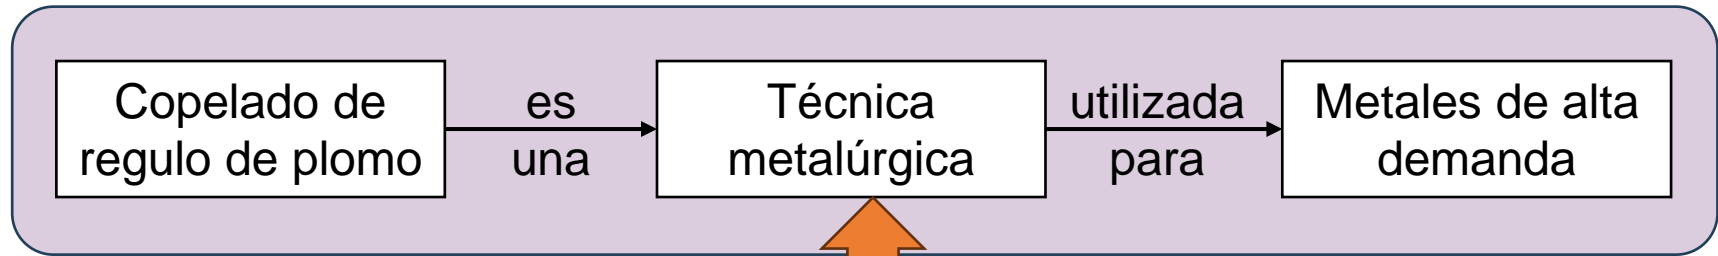 Copelado de
regulo de plomo
es
una
Técnica
metalúrgica
utilizada
para
Metales de alta
demanda